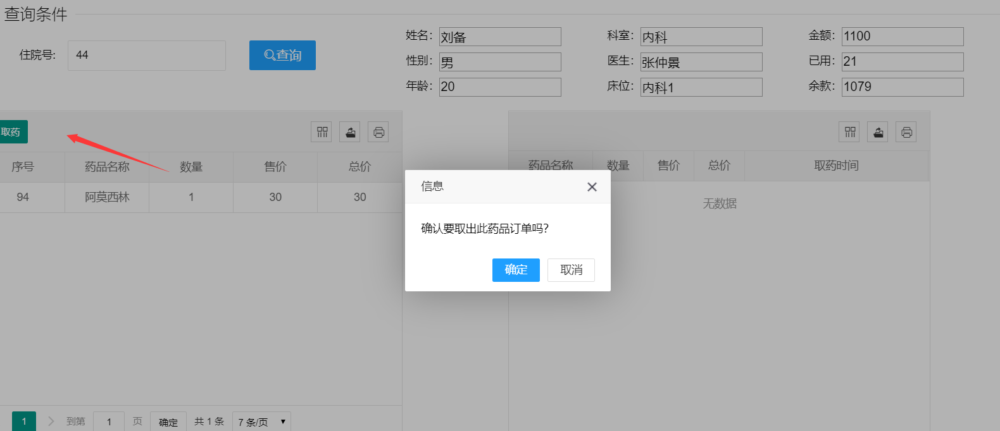 查询条件
住院号: 44 查询
姓名: 刘备 科室: 内科 金额: 1100
性别: 男 医生: 张仲景 已用: 21
年龄: 20 床位: 内科1 余款: 1079
取药
序号 药品名称 数量 售价 总价
94 阿莫西林 1 30 30
药品名称 数量 售价 总价 取药时间
无数据
信息
确认要取出此药品订单吗?
确定 取消
1 到第 1 页 确定 共 1 条 7 条/页